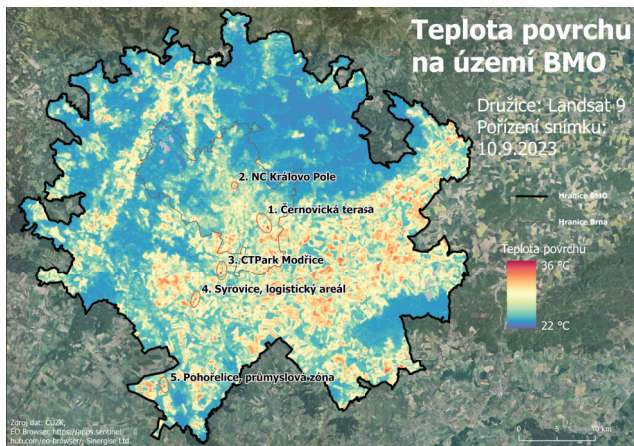 Teplota povrchu
na území BMO
Družice: Landsat 9
Pořízení snímku:
10.9.2023
Hranice BMO
Hranice Brna
Teplota povrchu
36 °C
22 °C
2. NC Královo Pole
1. Černovická terasa
3. CTPark Modřice
4. Syrovice, logistický areál
5. Pohořelice, průmyslová zóna
Zdroj dat: ČÚZK,
EO Browser, https://apps.sentinel-
hub.com/eo-browser/, Sinergise Ltd.
0 5 10 km